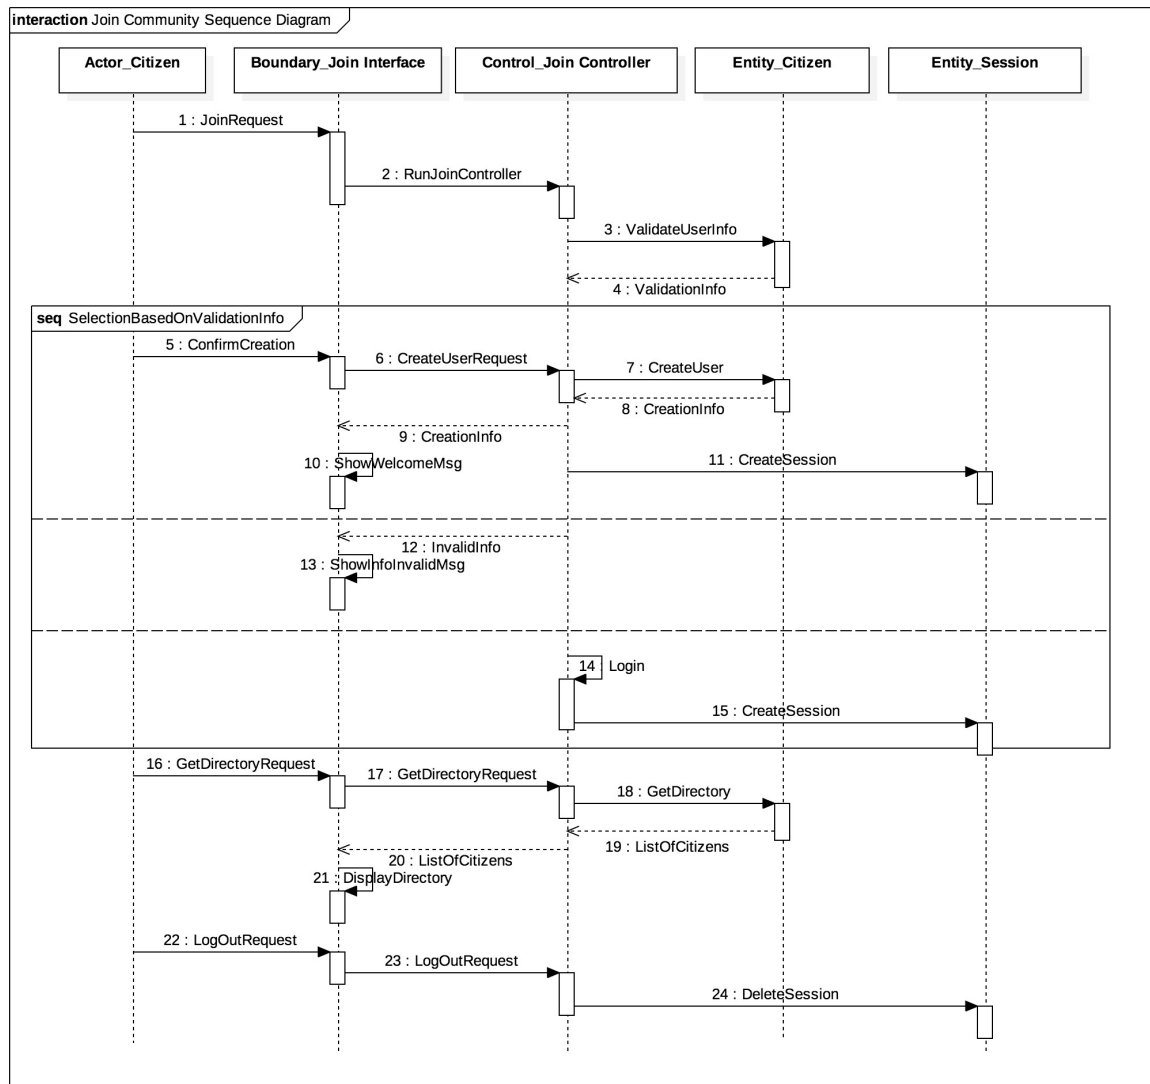 interaction Join Community Sequence Diagram
Actor_Citizen
Boundary_Join Interface
Control_Join Controller
Entity_Citizen
Entity_Session
1 : JoinRequest
2 : RunJoinController
3 : ValidateUserInfo
4 : ValidationInfo
seq SelectionBasedOnValidationInfo
5 : ConfirmCreation
6 : CreateUserRequest
7 : CreateUser
8 : CreationInfo
9 : CreationInfo
10 : ShowWelcomeMsg
11 : CreateSession
12 : InvalidInfo
13 : ShowInfoInvalidMsg
14 : Login
15 : CreateSession
16 : GetDirectoryRequest
17 : GetDirectoryRequest
18 : GetDirectory
19 : ListOfCitizens
20 : ListOfCitizens
21 : DisplayDirectory
22 : LogOutRequest
23 : LogOutRequest
24 : DeleteSession